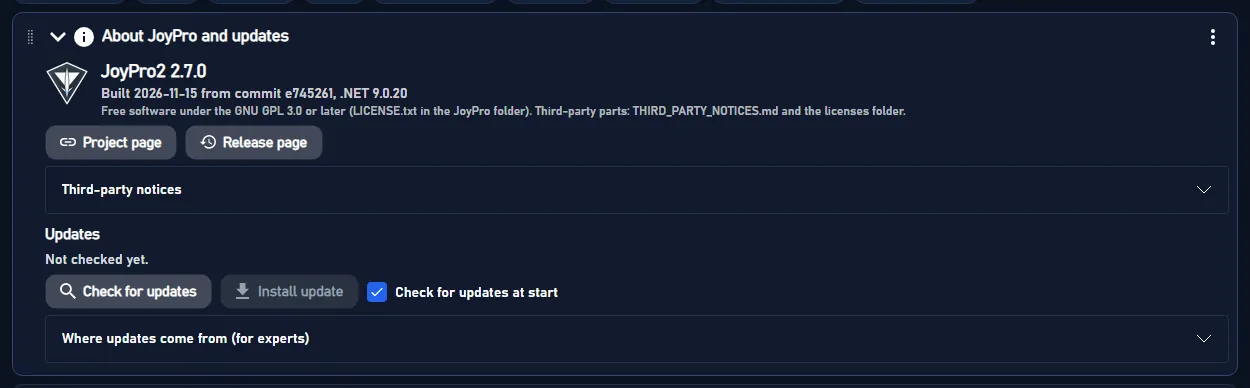 About JoyPro and updates
JoyPro2 2.7.0
Built 2026-11-15 from commit e745261, .NET 9.0.20
Free software under the GNU GPL 3.0 or later (LICENSE.txt in the JoyPro folder). Third-party parts: THIRD_PARTY_NOTICES.md and the licenses folder.
Project page
Release page
Third-party notices
Updates
Not checked yet.
Check for updates
Install update
Check for updates at start
Where updates come from (for experts)